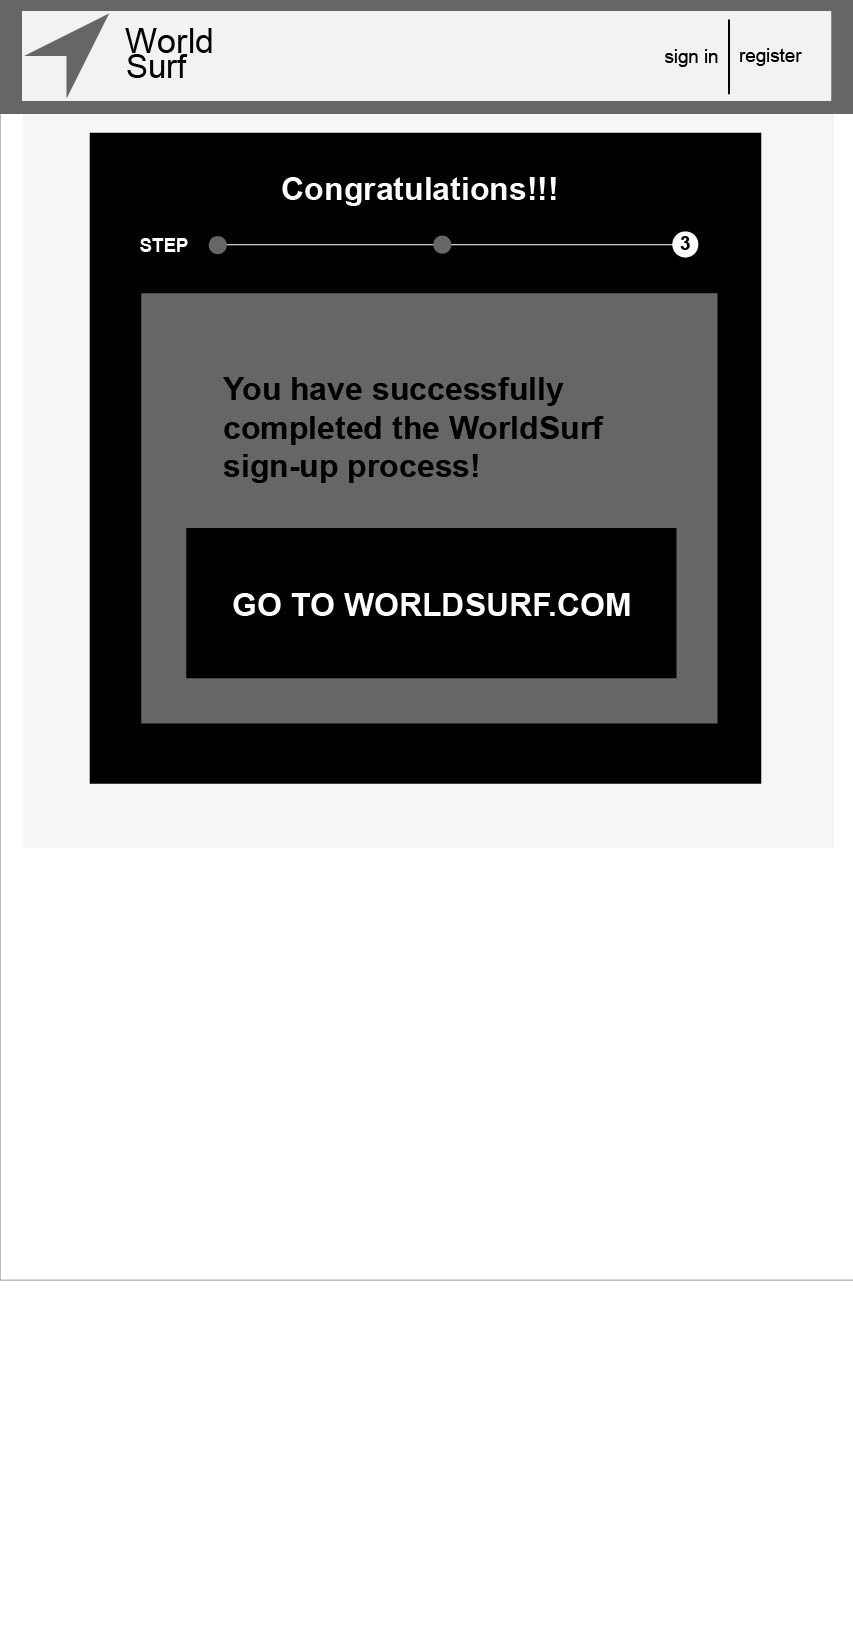 World
Surf
sign in
register
Congratulations!!!
STEP
3
You have successfully
completed the WorldSurf
sign-up process!
GO TO WORLDSURF.COM